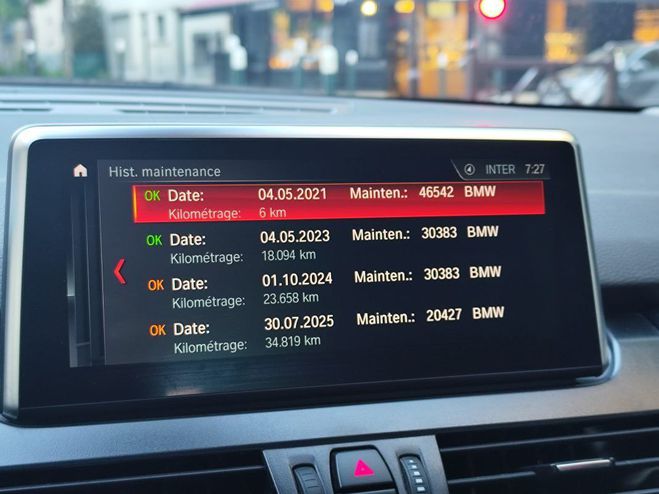 Hist. maintenance INTER 7:27
OK Date: 04.05.2021 Mainten.: 46542 BMW
Kilométrage: 6 km
OK Date: 04.05.2023 Mainten.: 30383 BMW
Kilométrage: 18.094 km
OK Date: 01.10.2024 Mainten.: 30383 BMW
Kilométrage: 23.658 km
OK Date: 30.07.2025 Mainten.: 20427 BMW
Kilométrage: 34.819 km